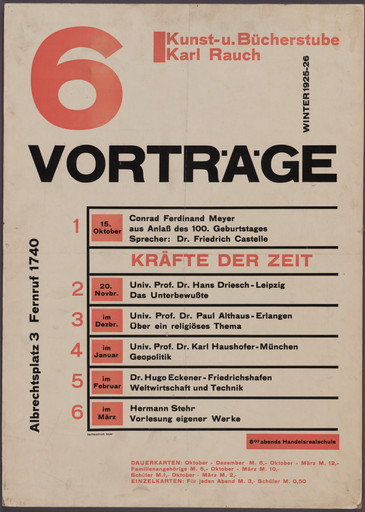 6
Kunst-u. Bücherstube
Karl Rauch
WINTER 1925-26
VORTRÄGE
Albrechtsplatz 3 Fernruf 1740
1 15. Oktober Conrad Ferdinand Meyer
aus Anlaß des 100. Geburtstages
Sprecher: Dr. Friedrich Castelle
KRÄFTE DER ZEIT
2 20. Novbr. Univ. Prof. Dr. Hans Driesch-Leipzig
Das Unterbewußte
3 im Dezbr. Univ. Prof. Dr. Paul Althaus-Erlangen
Über ein religiöses Thema
4 im Januar Univ. Prof. Dr. Karl Haushofer-München
Geopolitik
5 im Februar Dr. Hugo Eckener-Friedrichshafen
Weltwirtschaft und Technik
6 im März Hermann Stehr
Vorlesung eigener Werke
abends Handelsrealschule
DAUERKARTEN: Oktober - Dezember M. 6,- Oktober - März M. 12,-
Familienangehörige M. 5,- Oktober - März M. 10,-
Schüler M.1,- Oktober - März M. 2,-
EINZELKARTEN: Für jeden Abend M. 3,- Schüler M. 0,50